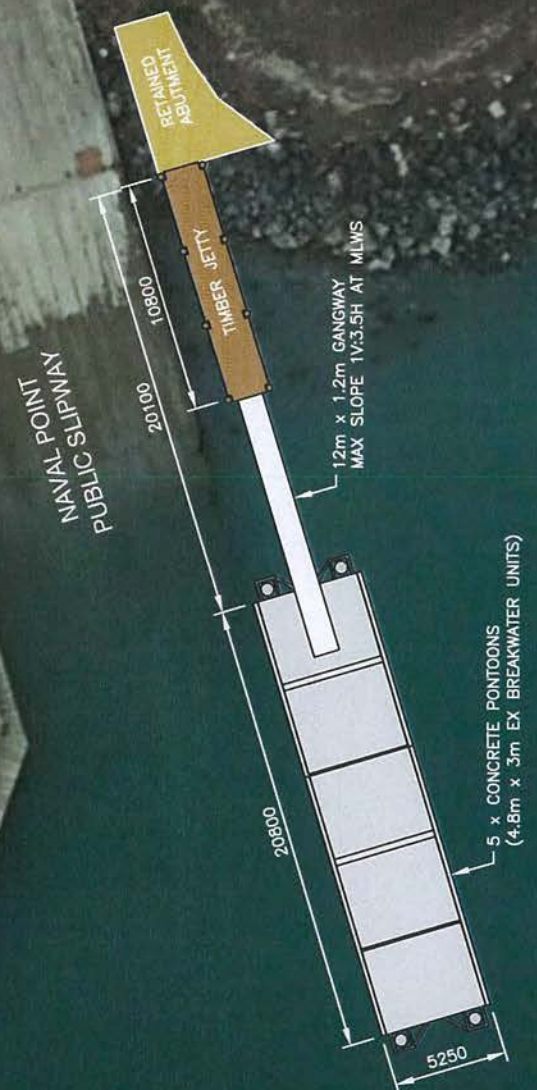 NAVAL POINT
PUBLIC SLIPWAY
RETAINED
ABUTMENT
10800
TIMBER JETTY
20100
12m x 1.2m GANGWAY
MAX SLOPE 1V:3.5H AT MLWS
20800
5 x CONCRETE PONTOONS
(4.8m x 3m EX BREAKWATER UNITS)
5250